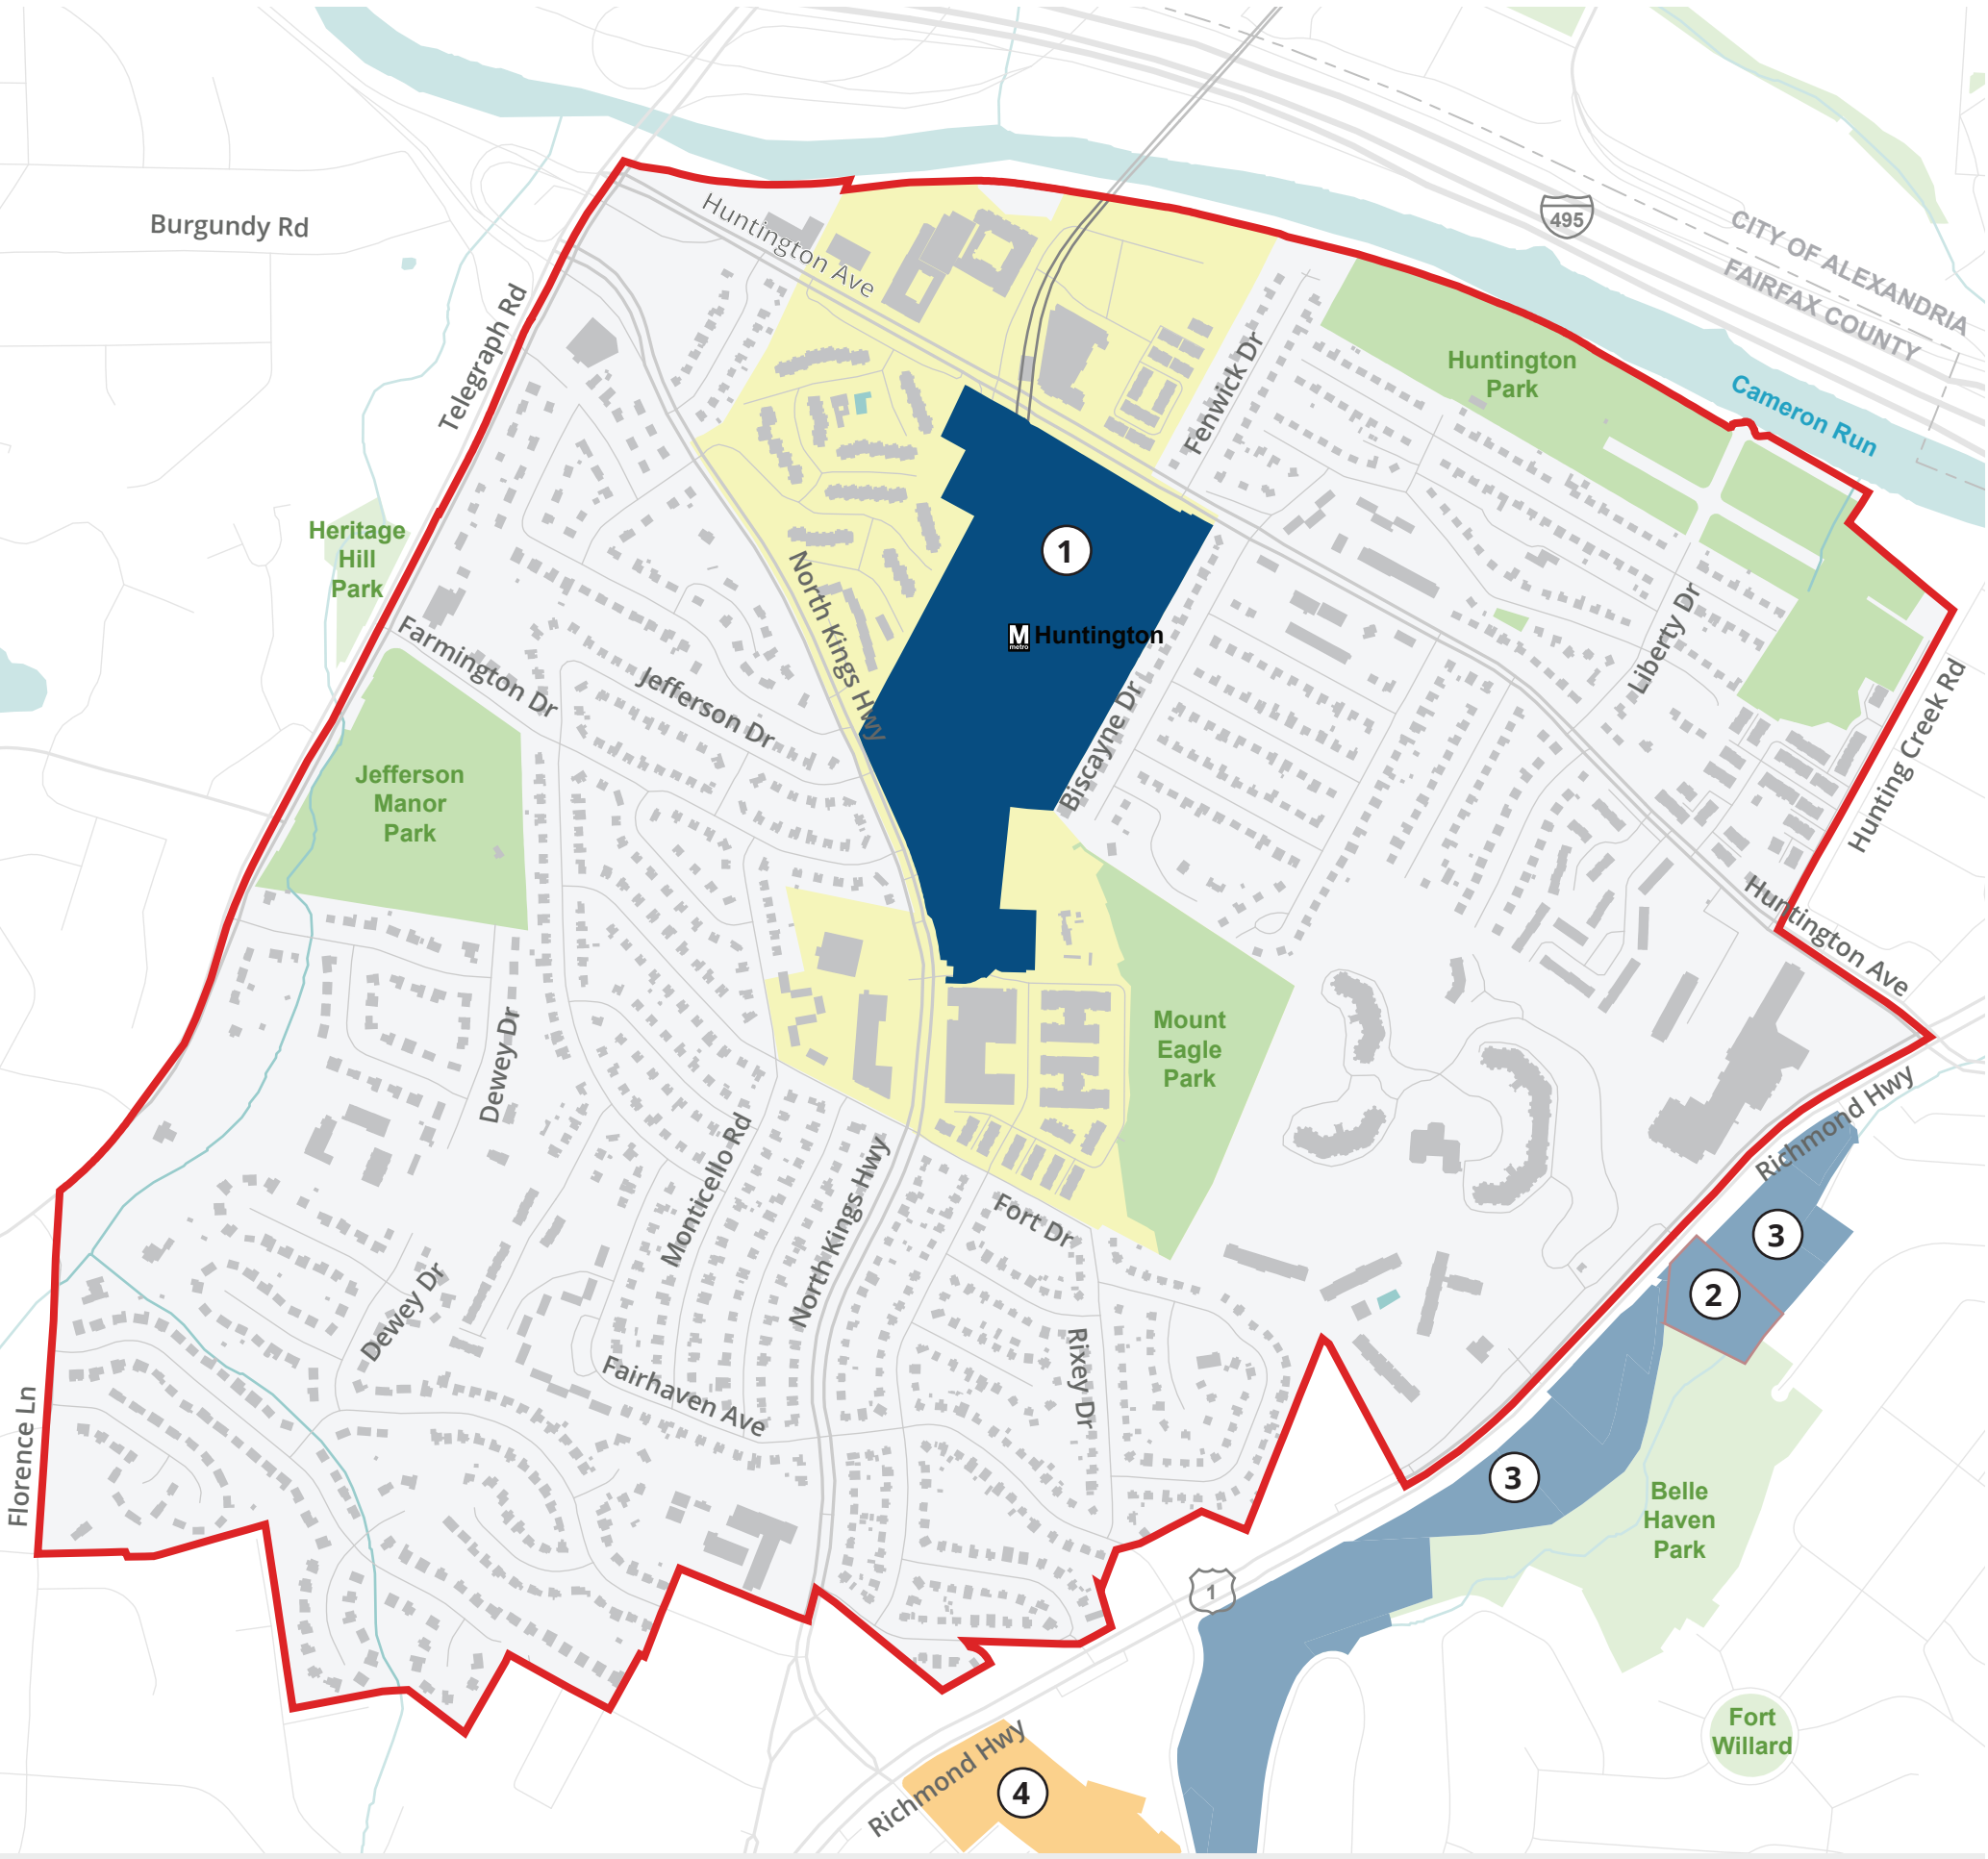 Burgundy Rd
Huntington Ave
495
CITY OF ALEXANDRIA
FAIRFAX COUNTY
Telegraph Rd
Fenwick Dr
Huntington
Park
Cameron Run
Heritage
Hill
Park
1
M
metro
Huntington
North Kings Hwy
Farmington Dr
Jefferson Dr
Biscayne Dr
Liberty Dr
Hunting Creek Rd
Jefferson
Manor
Park
Huntington Ave
Dewey Dr
Mount
Eagle
Park
Monticello Rd
North Kings Hwy
Fort Dr
Richmond Hwy
3
2
Dewey Dr
Fairhaven Ave
Rixey Dr
Florence Ln
3
Belle
Haven
Park
1
Fort
Willard
Richmond Hwy
4